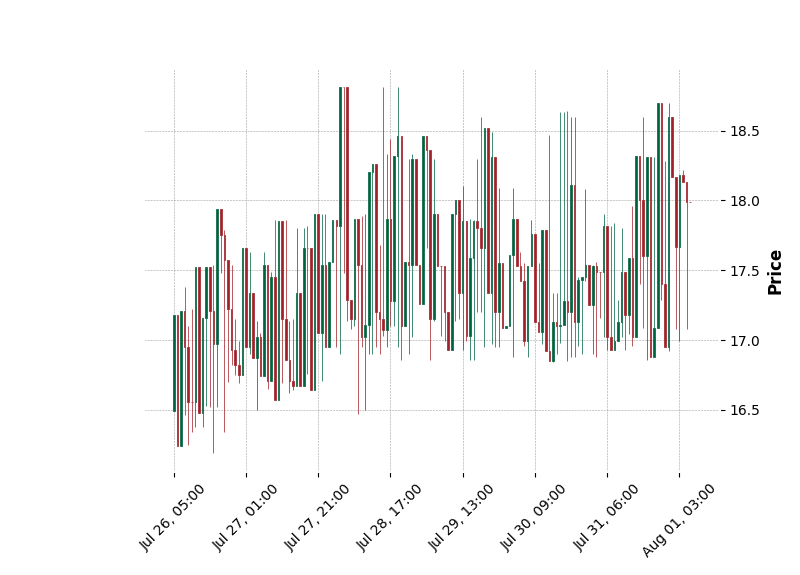 18.5
18.0
17.5
17.0
16.5
Price
Jul 26, 05:00
Jul 27, 01:00
Jul 27, 21:00
Jul 28, 17:00
Jul 29, 13:00
Jul 30, 09:00
Jul 31, 06:00
Aug 01, 03:00